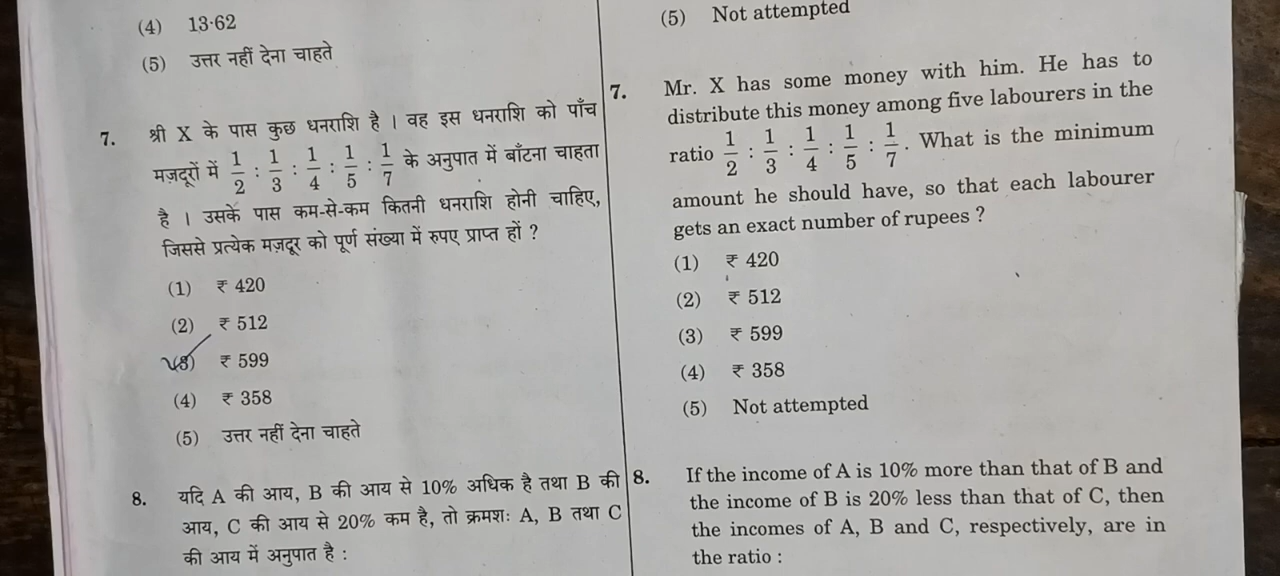 (4) 13·62
(5) उत्तर नहीं देना चाहते
7. श्री X के पास कुछ धनराशि है । वह इस धनराशि को पाँच
मज़दूरों में 1/2 : 1/3 : 1/4 : 1/5 : 1/7 के अनुपात में बाँटना चाहता
है । उसके पास कम-से-कम कितनी धनराशि होनी चाहिए,
जिससे प्रत्येक मज़दूर को पूर्ण संख्या में रुपए प्राप्त हों ?
(1) ₹ 420
(2) ₹ 512
(3) ₹ 599
(4) ₹ 358
(5) उत्तर नहीं देना चाहते
8. यदि A की आय, B की आय से 10% अधिक है तथा B की
आय, C की आय से 20% कम है, तो क्रमशः A, B तथा C
की आय में अनुपात है :
(5) Not attempted
7. Mr. X has some money with him. He has to
distribute this money among five labourers in the
ratio 1/2 : 1/3 : 1/4 : 1/5 : 1/7. What is the minimum
amount he should have, so that each labourer
gets an exact number of rupees ?
(1) ₹ 420
(2) ₹ 512
(3) ₹ 599
(4) ₹ 358
(5) Not attempted
8. If the income of A is 10% more than that of B and
the income of B is 20% less than that of C, then
the incomes of A, B and C, respectively, are in
the ratio :